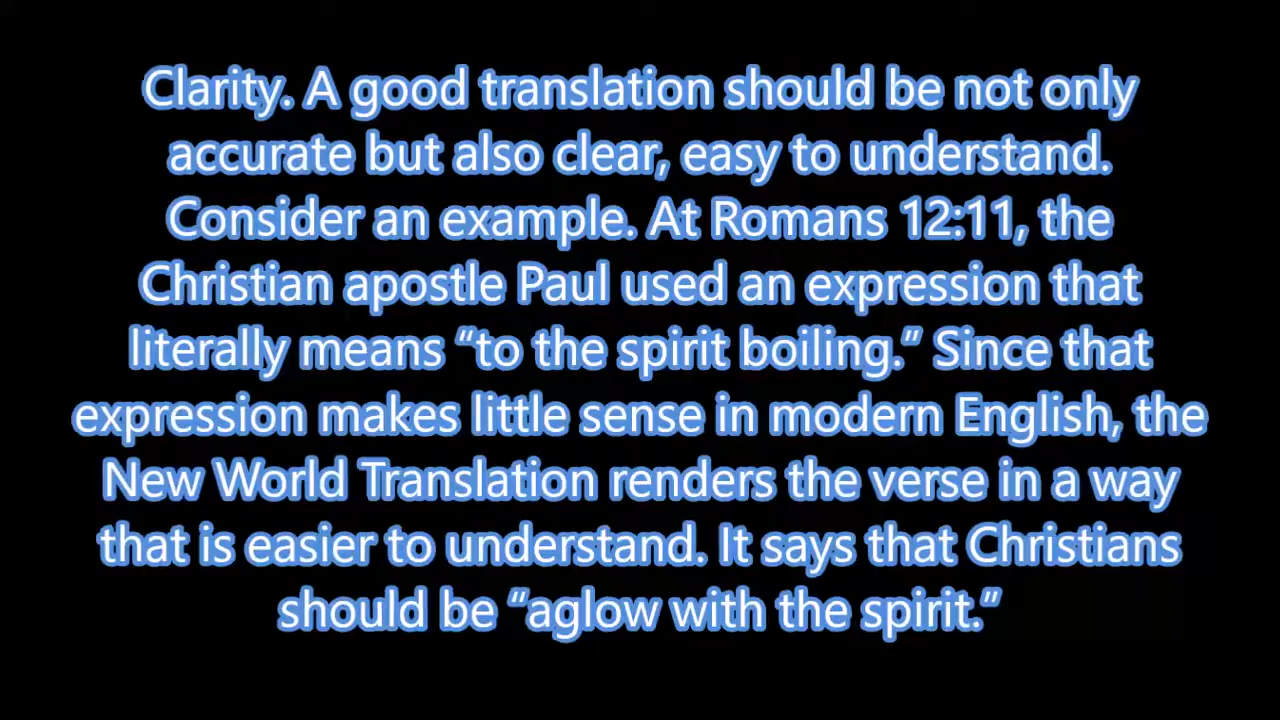 Clarity. A good translation should be not only
accurate but also clear, easy to understand.
Consider an example. At Romans 12:11, the
Christian apostle Paul used an expression that
literally means “to the spirit boiling.” Since that
expression makes little sense in modern English, the
New World Translation renders the verse in a way
that is easier to understand. It says that Christians
should be “aglow with the spirit.”